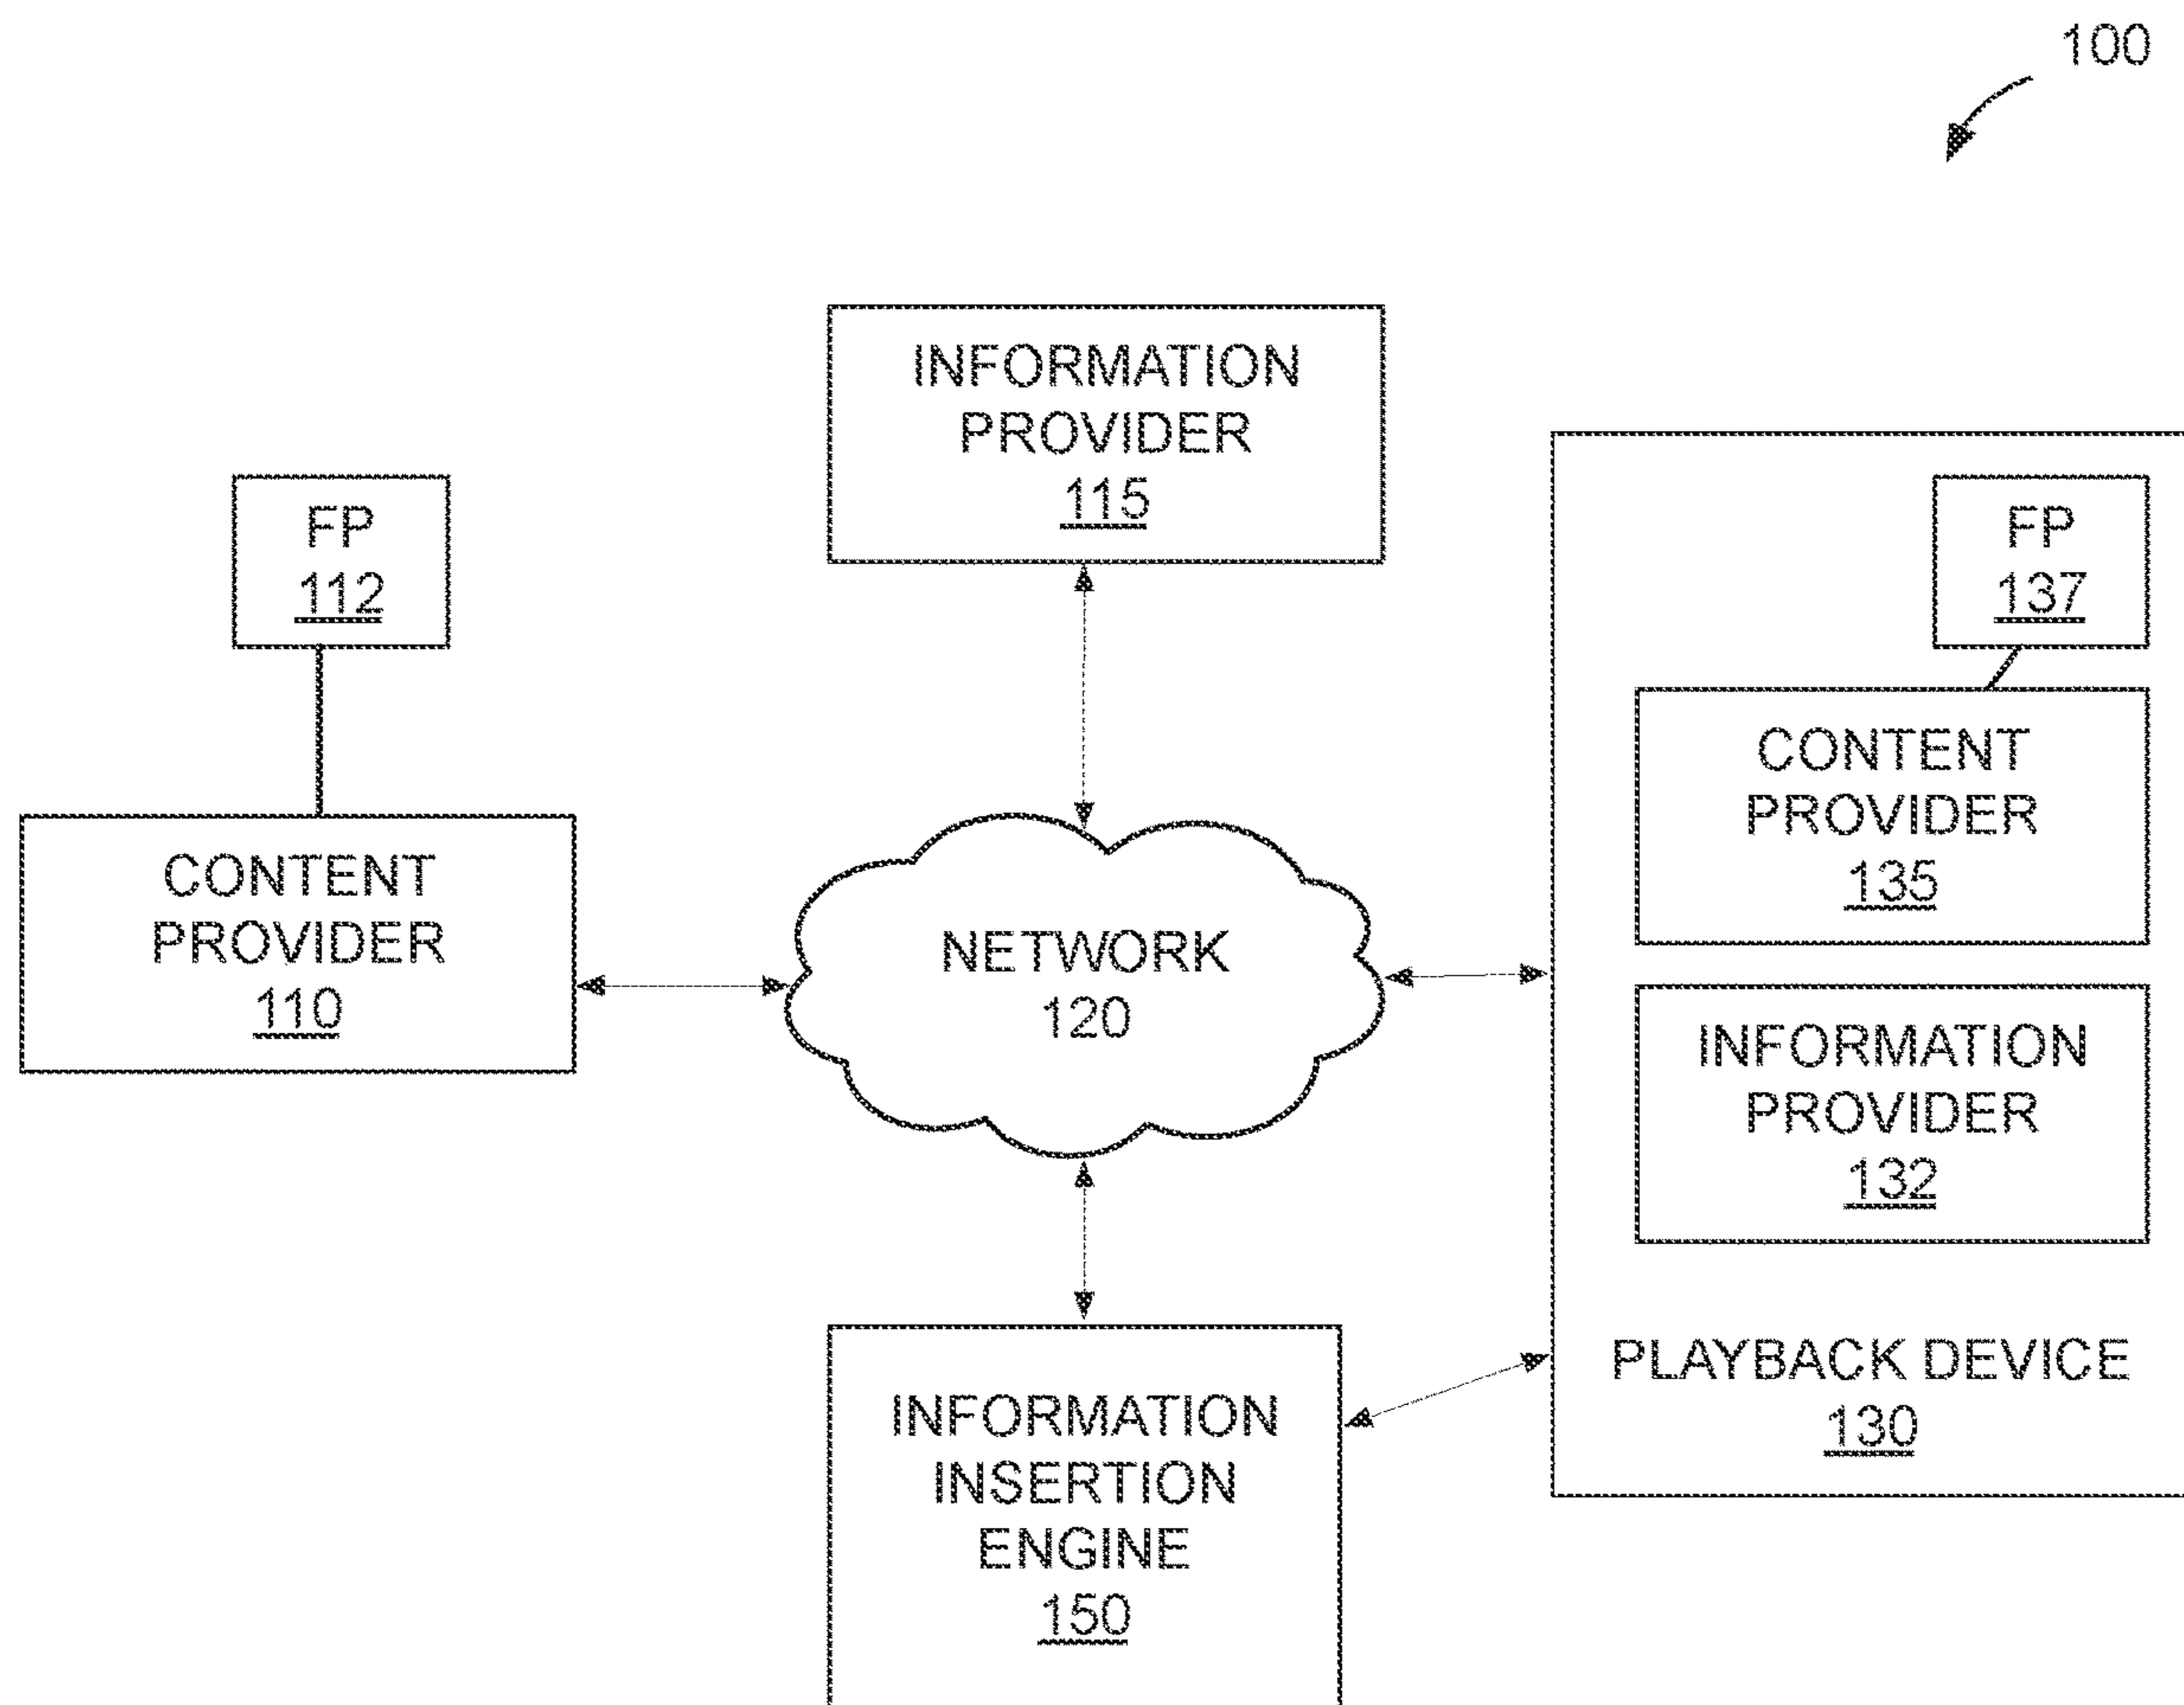 100
INFORMATION
PROVIDER
115
FP
112
FP
137
CONTENT
PROVIDER
135
CONTENT
PROVIDER
110
NETWORK
120
INFORMATION
PROVIDER
132
PLAYBACK DEVICE
130
INFORMATION
INSERTION
ENGINE
150